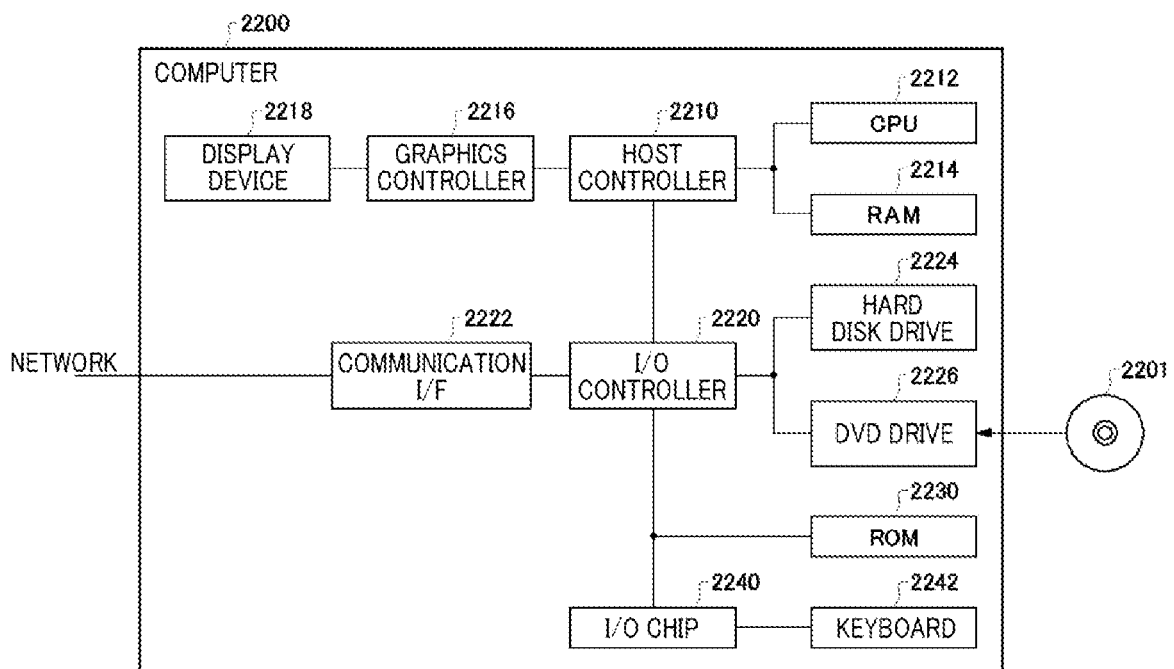 2200
COMPUTER
2218
2216
2210
2212
DISPLAY
DEVICE
GRAPHICS
CONTROLLER
HOST
CONTROLLER
CPU
2214
RAM
2224
HARD
DISK DRIVE
2222
2220
NETWORK
COMMUNICATION
I/F
I/O
CONTROLLER
2226
DVD DRIVE
2201
2230
ROM
2240
2242
I/O CHIP
KEYBOARD